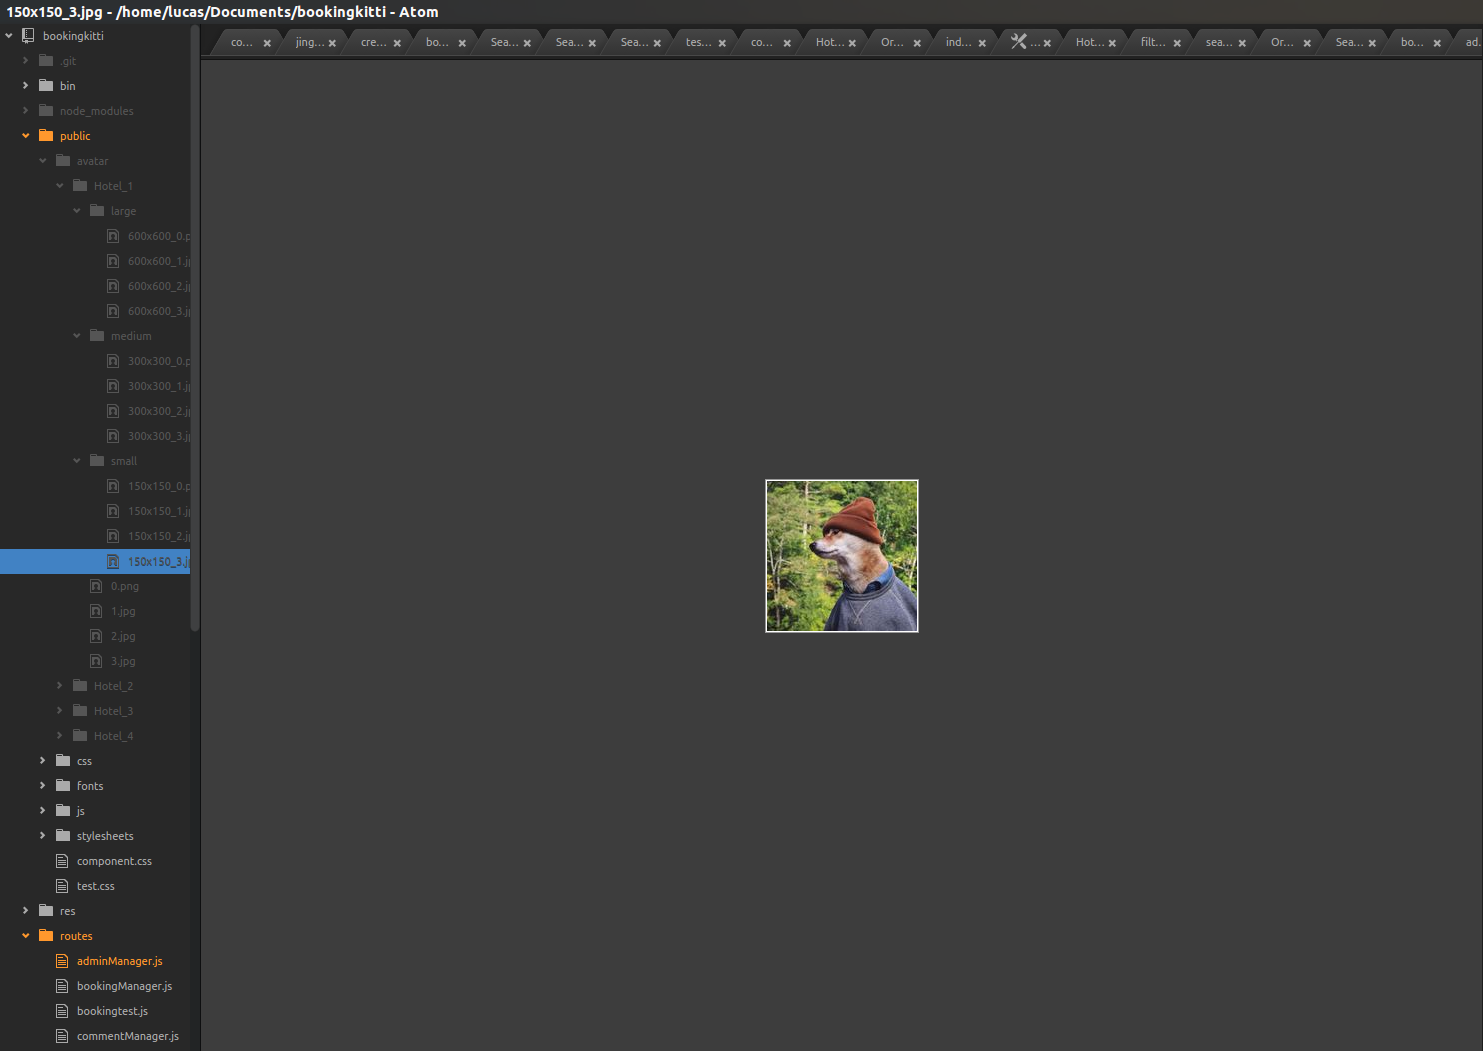 150x150_3.jpg - /home/lucas/Documents/bookingkitti - Atom
co...
jing...
cre...
bo...
Sea...
Sea...
Sea...
tes...
co...
Hot...
Or...
ind...
...
Hot...
filt...
sea...
Or...
Sea...
bo...
ad.
bookingkitti
.git
bin
node_modules
public
avatar
Hotel_1
large
600x600_0.p
600x600_1.j
600x600_2.j
600x600_3.j
medium
300x300_0.p
300x300_1.j
300x300_2.j
300x300_3.j
small
150x150_0.p
150x150_1.j
150x150_2.j
150x150_3.j
0.png
1.jpg
2.jpg
3.jpg
Hotel_2
Hotel_3
Hotel_4
css
fonts
js
stylesheets
component.css
test.css
res
routes
adminManager.js
bookingManager.js
bookingtest.js
commentManager.js